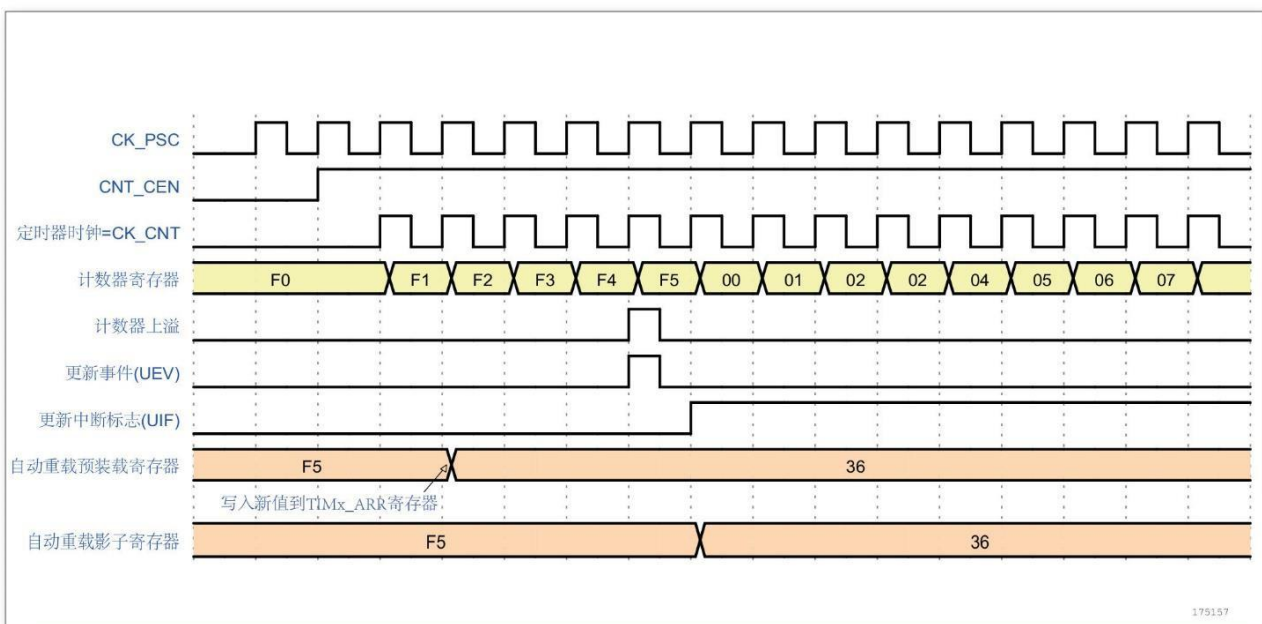 CK_PSC
CNT_CEN
定时器时钟=CK_CNT
计数器寄存器 F0 F1 F2 F3 F4 F5 00 01 02 02 04 05 06 07
计数器上溢
更新事件(UEV)
更新中断标志(UIF)
自动重载预装载寄存器 F5 36
写入新值到TIMx_ARR寄存器
自动重载影子寄存器 F5 36
175157